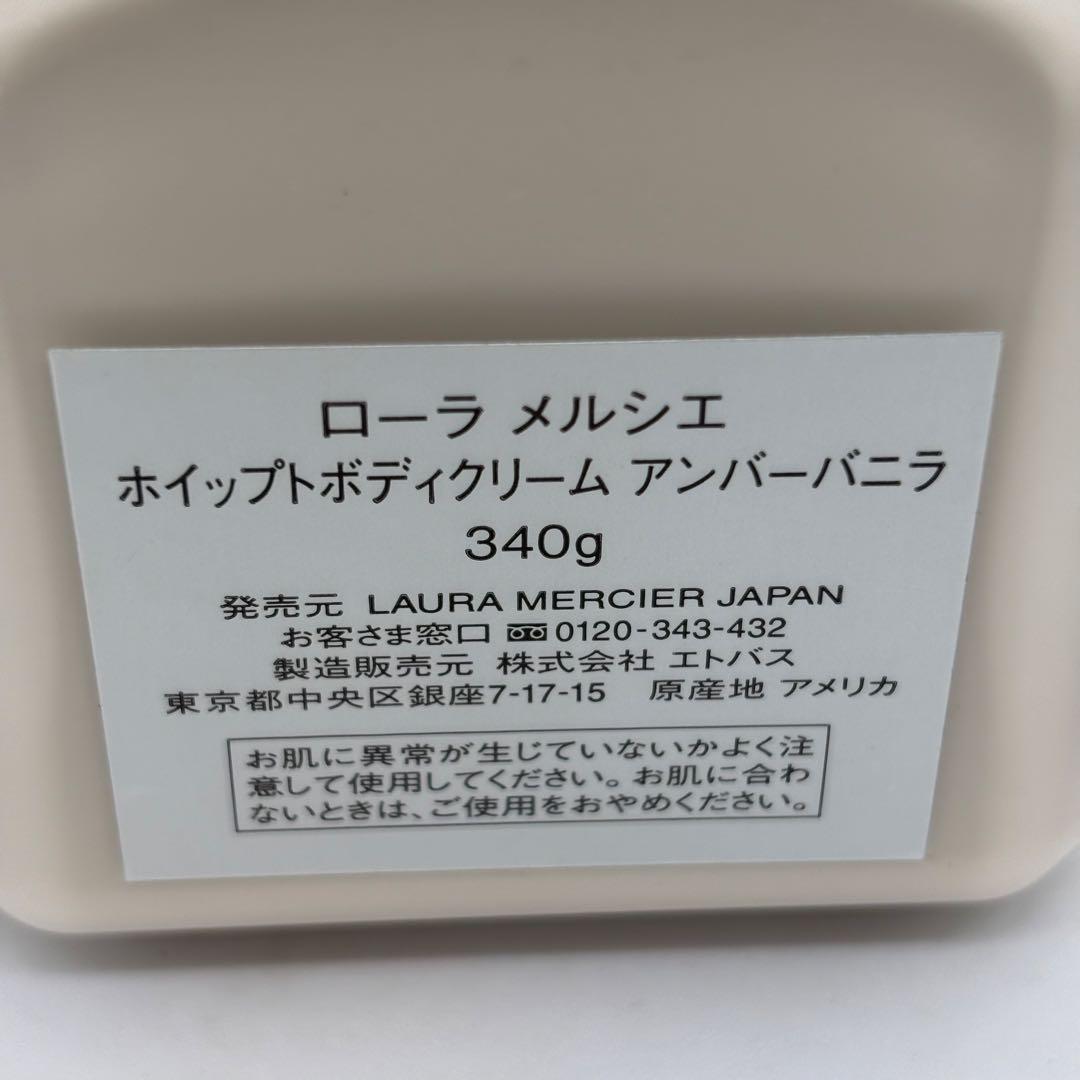 ローラ メルシエ
ホイップトボディクリーム アンバーバニラ
340g
発売元 LAURA MERCIER JAPAN
お客さま窓口 0120-343-432
製造販売元 株式会社 エトバス
東京都中央区銀座7-17-15 原産地 アメリカ
お肌に異常が生じていないかよく注
意して使用してください。お肌に合わ
ないときは、ご使用をおやめください。